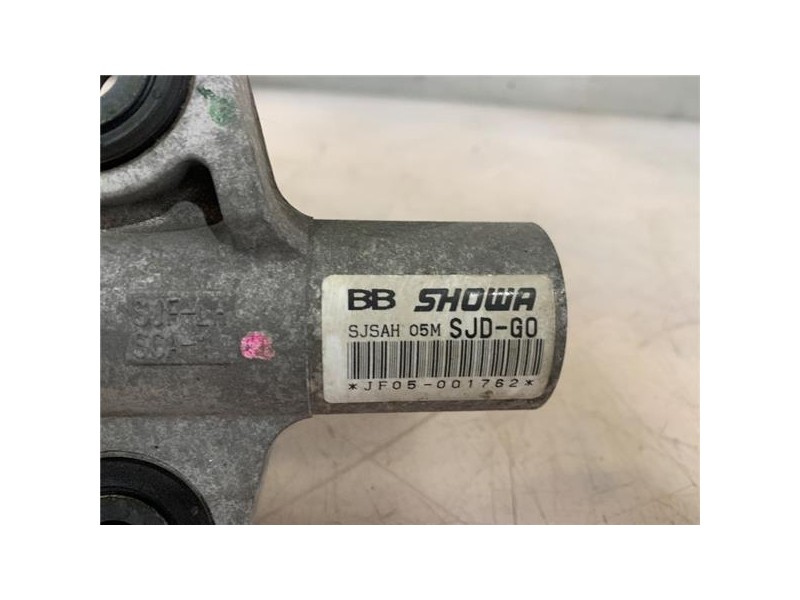 BB SHOWA
SJSAH 05M SJD-G0
*JF05-001762*